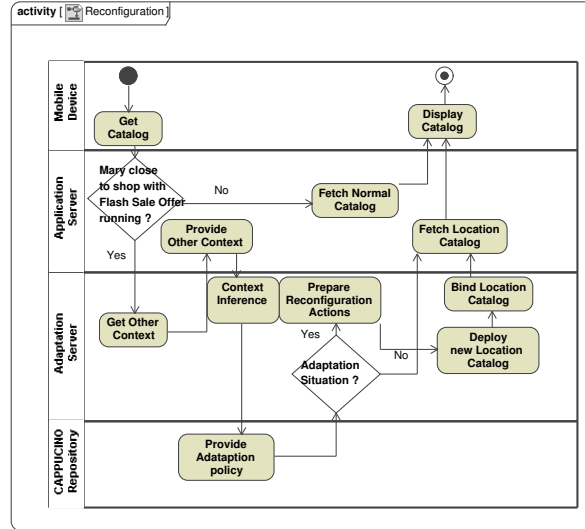 activity [ Reconfiguration ]
Mobile
Device
Get
Catalog
Display
Catalog
Application
Server
Mary close
to shop with
Flash Sale Offer
running ?
No
Yes
Fetch Normal
Catalog
Provide
Other Context
Fetch Location
Catalog
Adaptation
Server
Get Other
Context
Context
Inference
Prepare
Reconfiguration
Actions
Bind Location
Catalog
Yes
No
Adaptation
Situation ?
Deploy
new Location
Catalog
CAPPUCINO
Repository
Provide
Adataption
policy